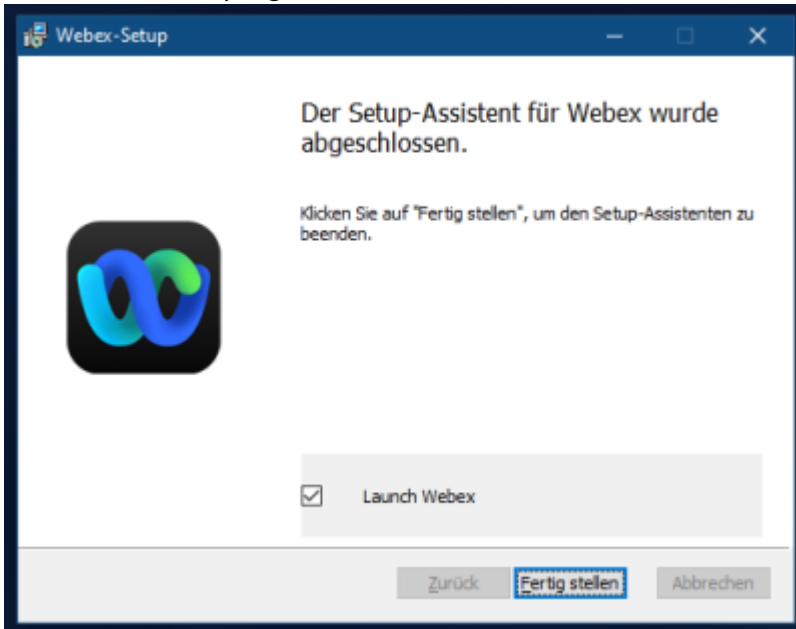 Webex-Setup
Der Setup-Assistent für Webex wurde
abgeschlossen.
Klicken Sie auf "Fertig stellen", um den Setup-Assistenten zu
beenden.
Launch Webex
Zurück
Fertig stellen
Abbrechen